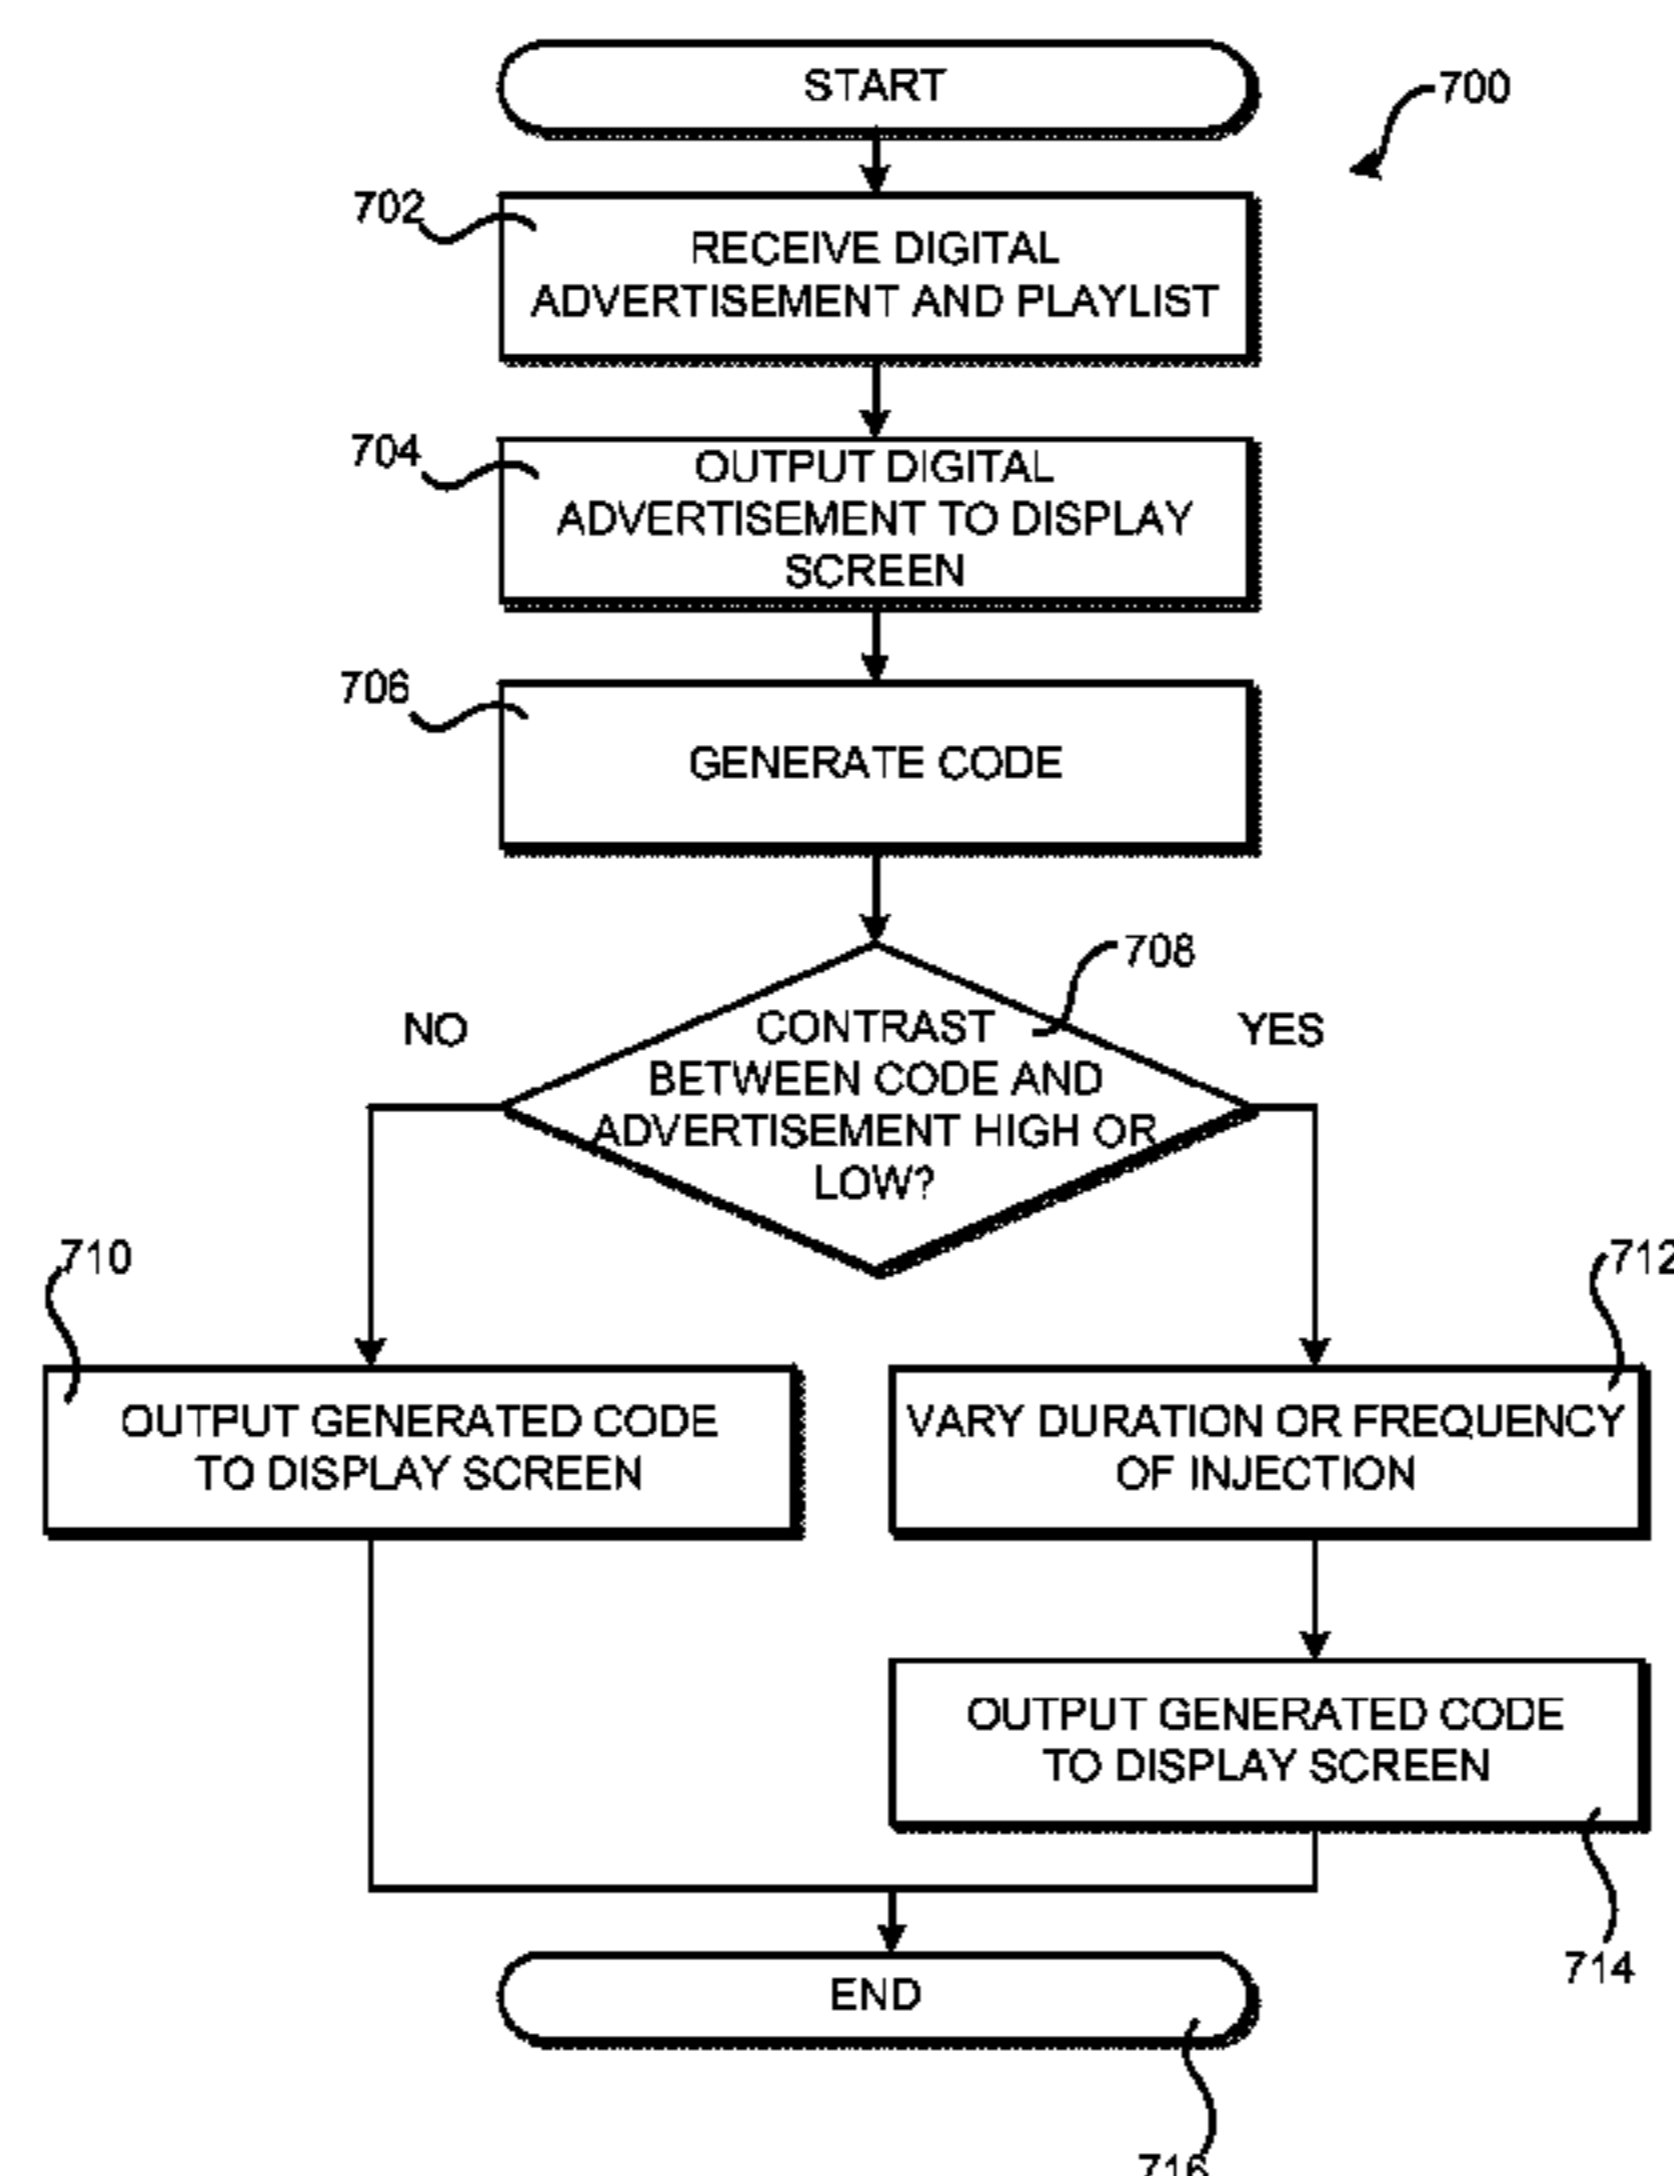 START
700
702
RECEIVE DIGITAL
ADVERTISEMENT AND PLAYLIST
704
OUTPUT DIGITAL
ADVERTISEMENT TO DISPLAY
SCREEN
706
GENERATE CODE
708
NO
YES
CONTRAST
BETWEEN CODE AND
ADVERTISEMENT HIGH OR
LOW?
710
712
OUTPUT GENERATED CODE
TO DISPLAY SCREEN
VARY DURATION OR FREQUENCY
OF INJECTION
OUTPUT GENERATED CODE
TO DISPLAY SCREEN
714
END
716